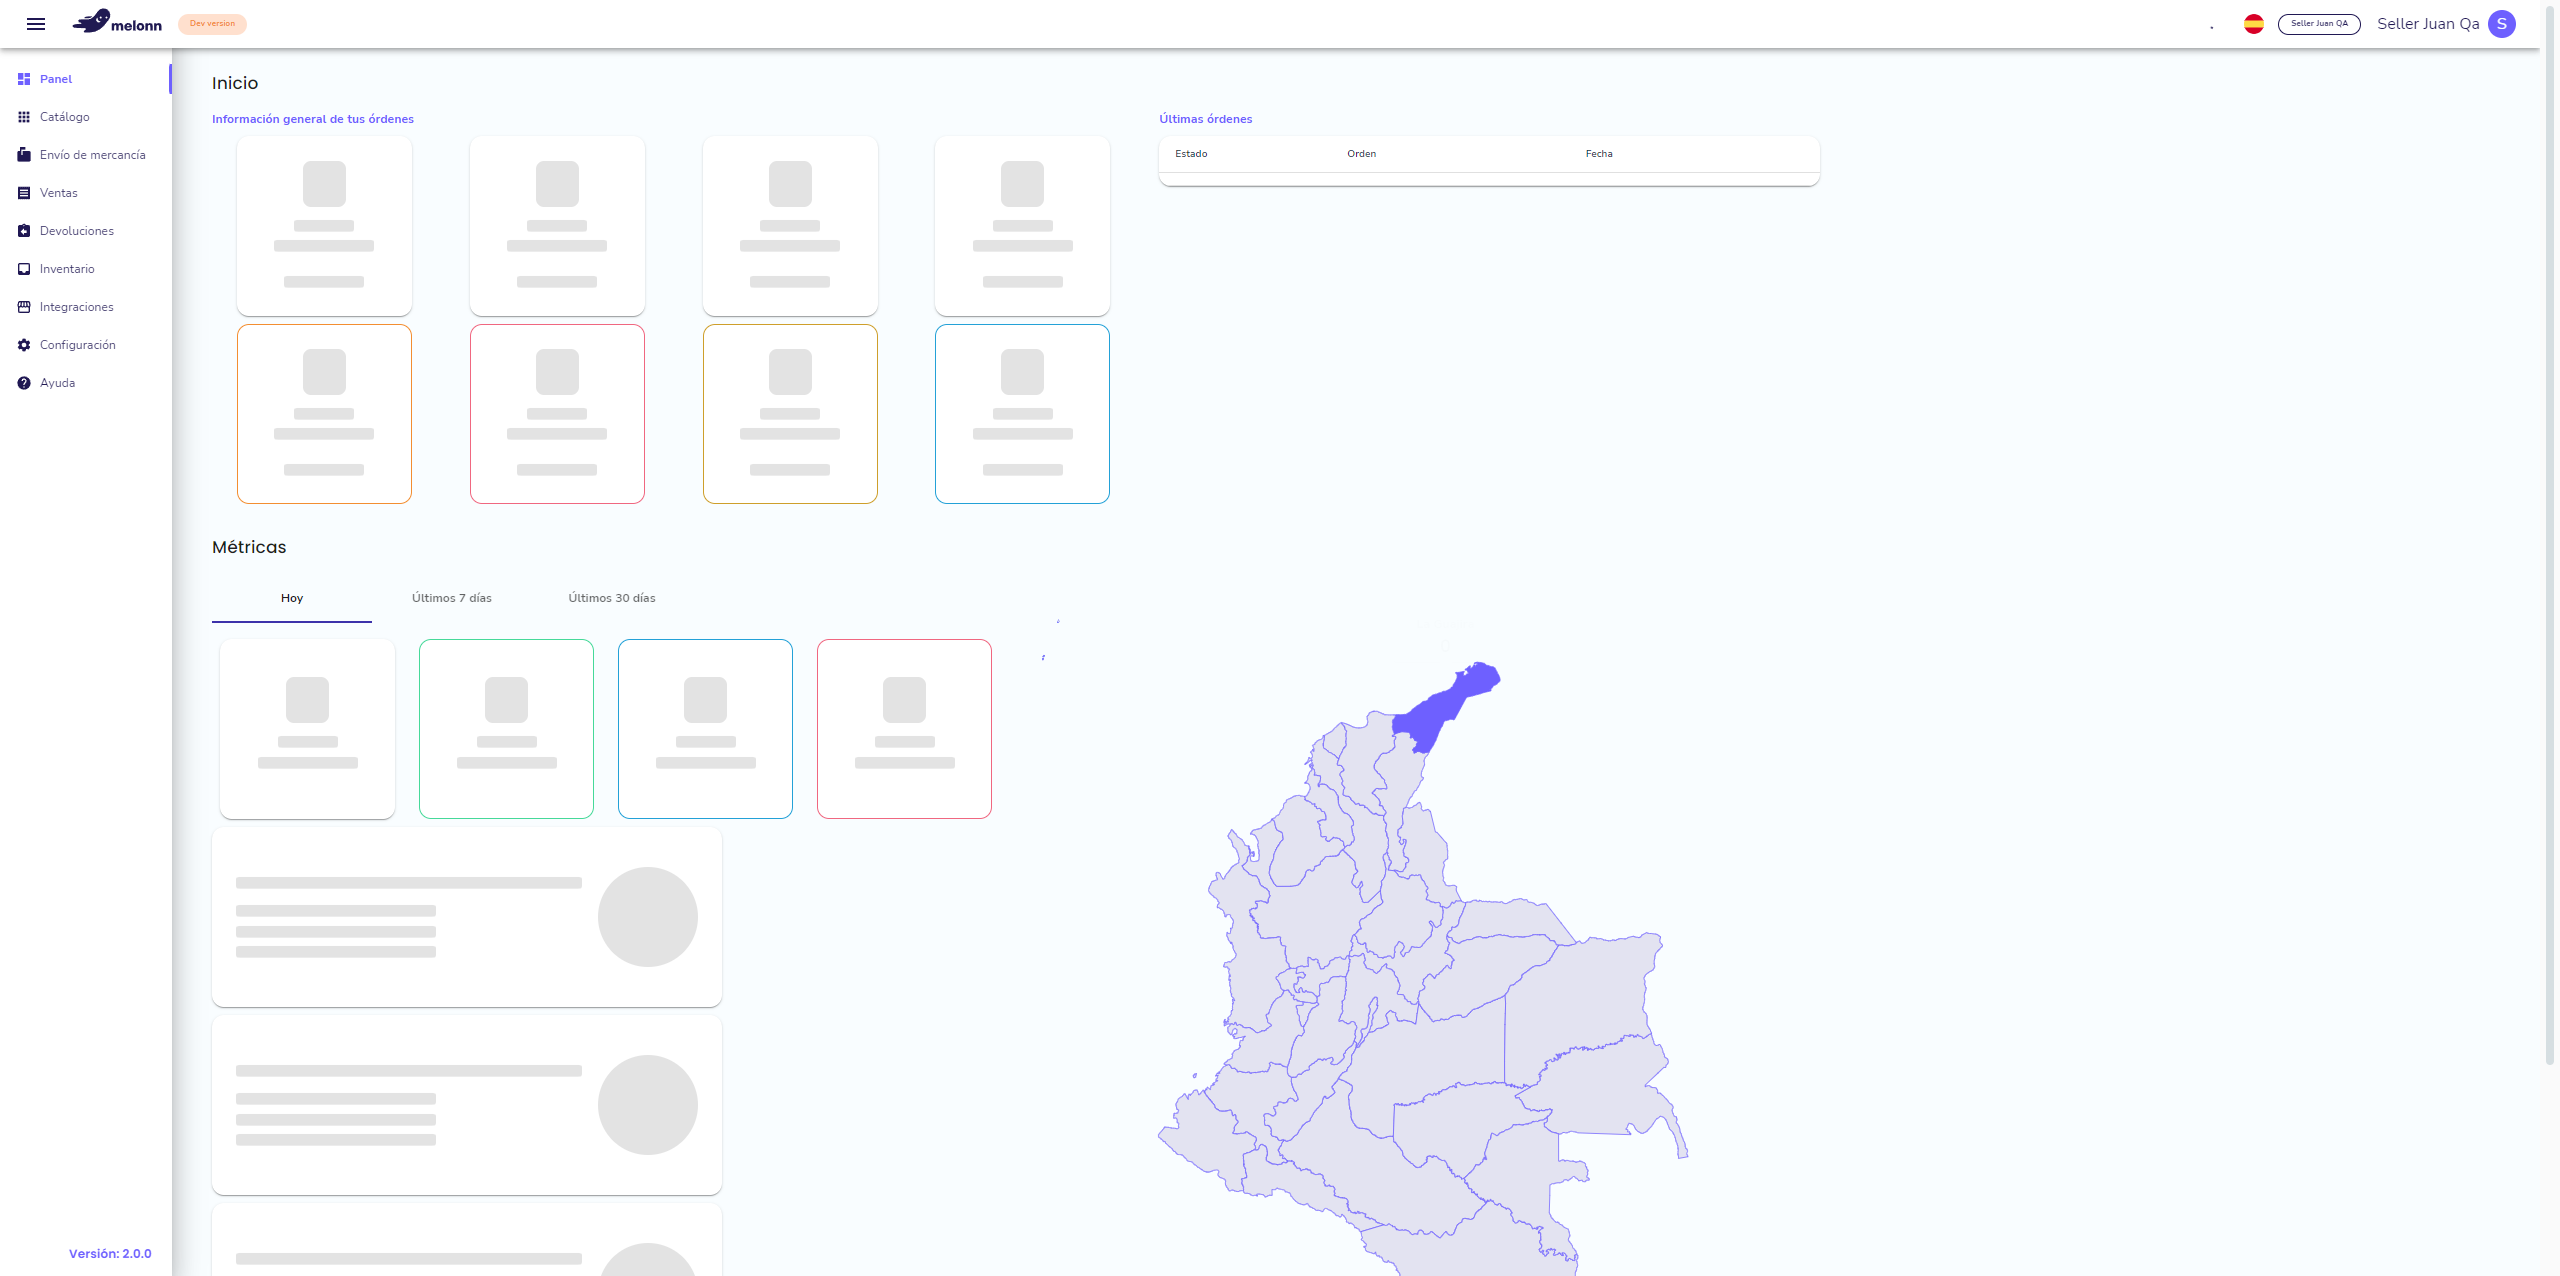 melonn
Dev version
Seller Juan QA
Seller Juan Qa
S
Panel
Catálogo
Envío de mercancía
Ventas
Devoluciones
Inventario
Integraciones
Configuración
Ayuda
Versión: 2.0.0
Inicio
Información general de tus órdenes
Últimas órdenes
Estado
Orden
Fecha
Métricas
Hoy
Últimos 7 días
Últimos 30 días